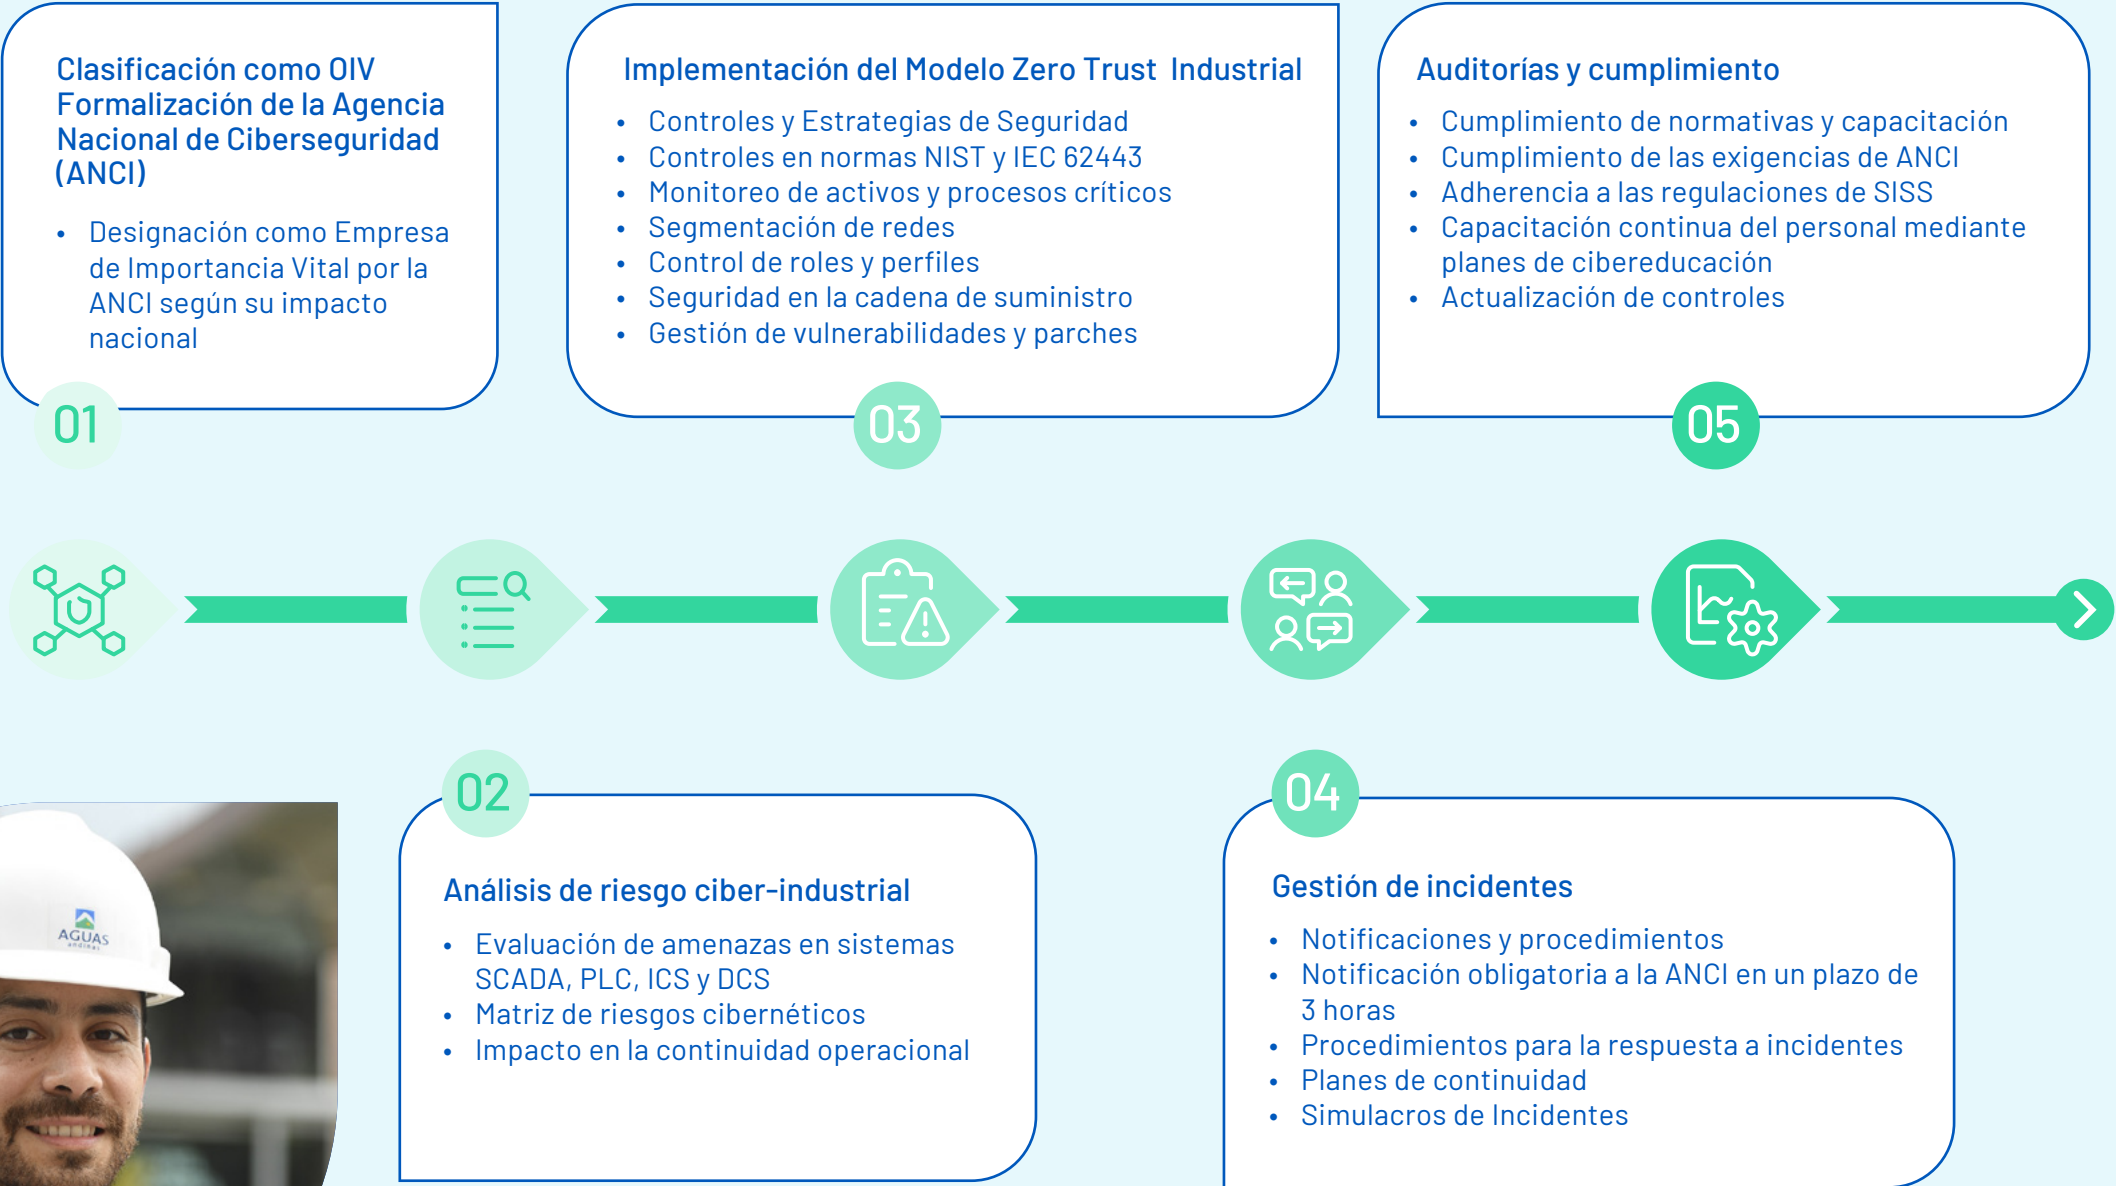 Clasificación como OIV
Formalización de la Agencia
Nacional de Ciberseguridad
(ANCI)
• Designación como Empresa
de Importancia Vital por la
ANCI según su impacto
nacional
01
Implementación del Modelo Zero Trust Industrial
• Controles y Estrategias de Seguridad
• Controles en normas NIST y IEC 62443
• Monitoreo de activos y procesos críticos
• Segmentación de redes
• Control de roles y perfiles
• Seguridad en la cadena de suministro
• Gestión de vulnerabilidades y parches
03
Auditorías y cumplimiento
• Cumplimiento de normativas y capacitación
• Cumplimiento de las exigencias de ANCI
• Adherencia a las regulaciones de SISS
• Capacitación continua del personal mediante
planes de cibereducación
• Actualización de controles
05
02
Análisis de riesgo ciber-industrial
• Evaluación de amenazas en sistemas
SCADA, PLC, ICS y DCS
• Matriz de riesgos cibernéticos
• Impacto en la continuidad operacional
04
Gestión de incidentes
• Notificaciones y procedimientos
• Notificación obligatoria a la ANCI en un plazo de
3 horas
• Procedimientos para la respuesta a incidentes
• Planes de continuidad
• Simulacros de Incidentes
AGUAS
andinas